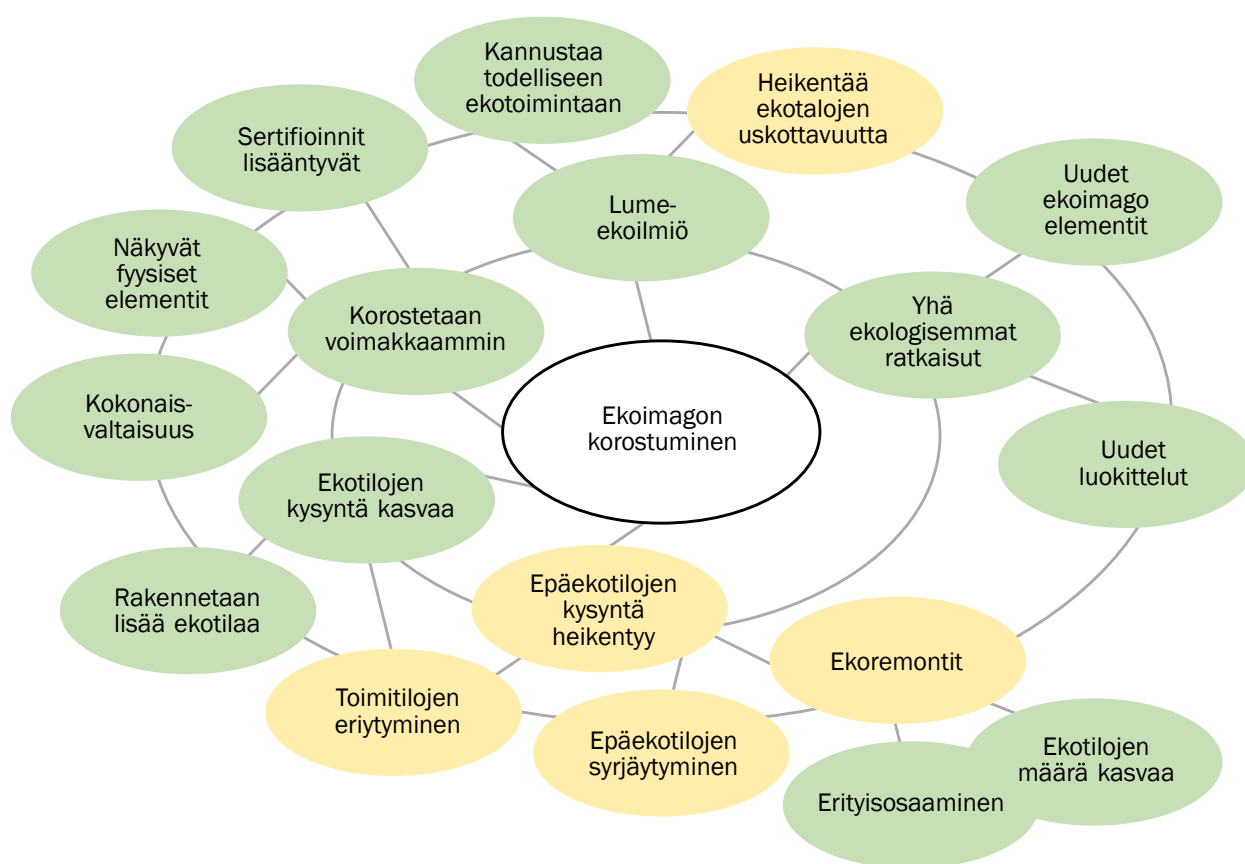 Kannustaa
todelliseen
ekotoimintaan
Heikentää
ekotalojen
uskottavuutta
Sertifioinnit
lisääntyvät
Uudet
ekoimago
elementit
Lume-
ekoilmiö
Näkyvät
fyysiset
elementit
Korostetaan
voimakkaammin
Yhä
ekologisemmat
ratkaisut
Kokonais-
valtaisuus
Ekoimagon
korostuminen
Uudet
luokittelut
Ekotilojen
kysyntä kasvaa
Rakennetaan
lisää ekotilaa
Epäekotilojen
kysyntä
heikentyy
Ekoremontit
Toimitilojen
eriytyminen
Epäekotilojen
syrjäytyminen
Ekotilojen
määrä kasvaa
Erityisosaaminen